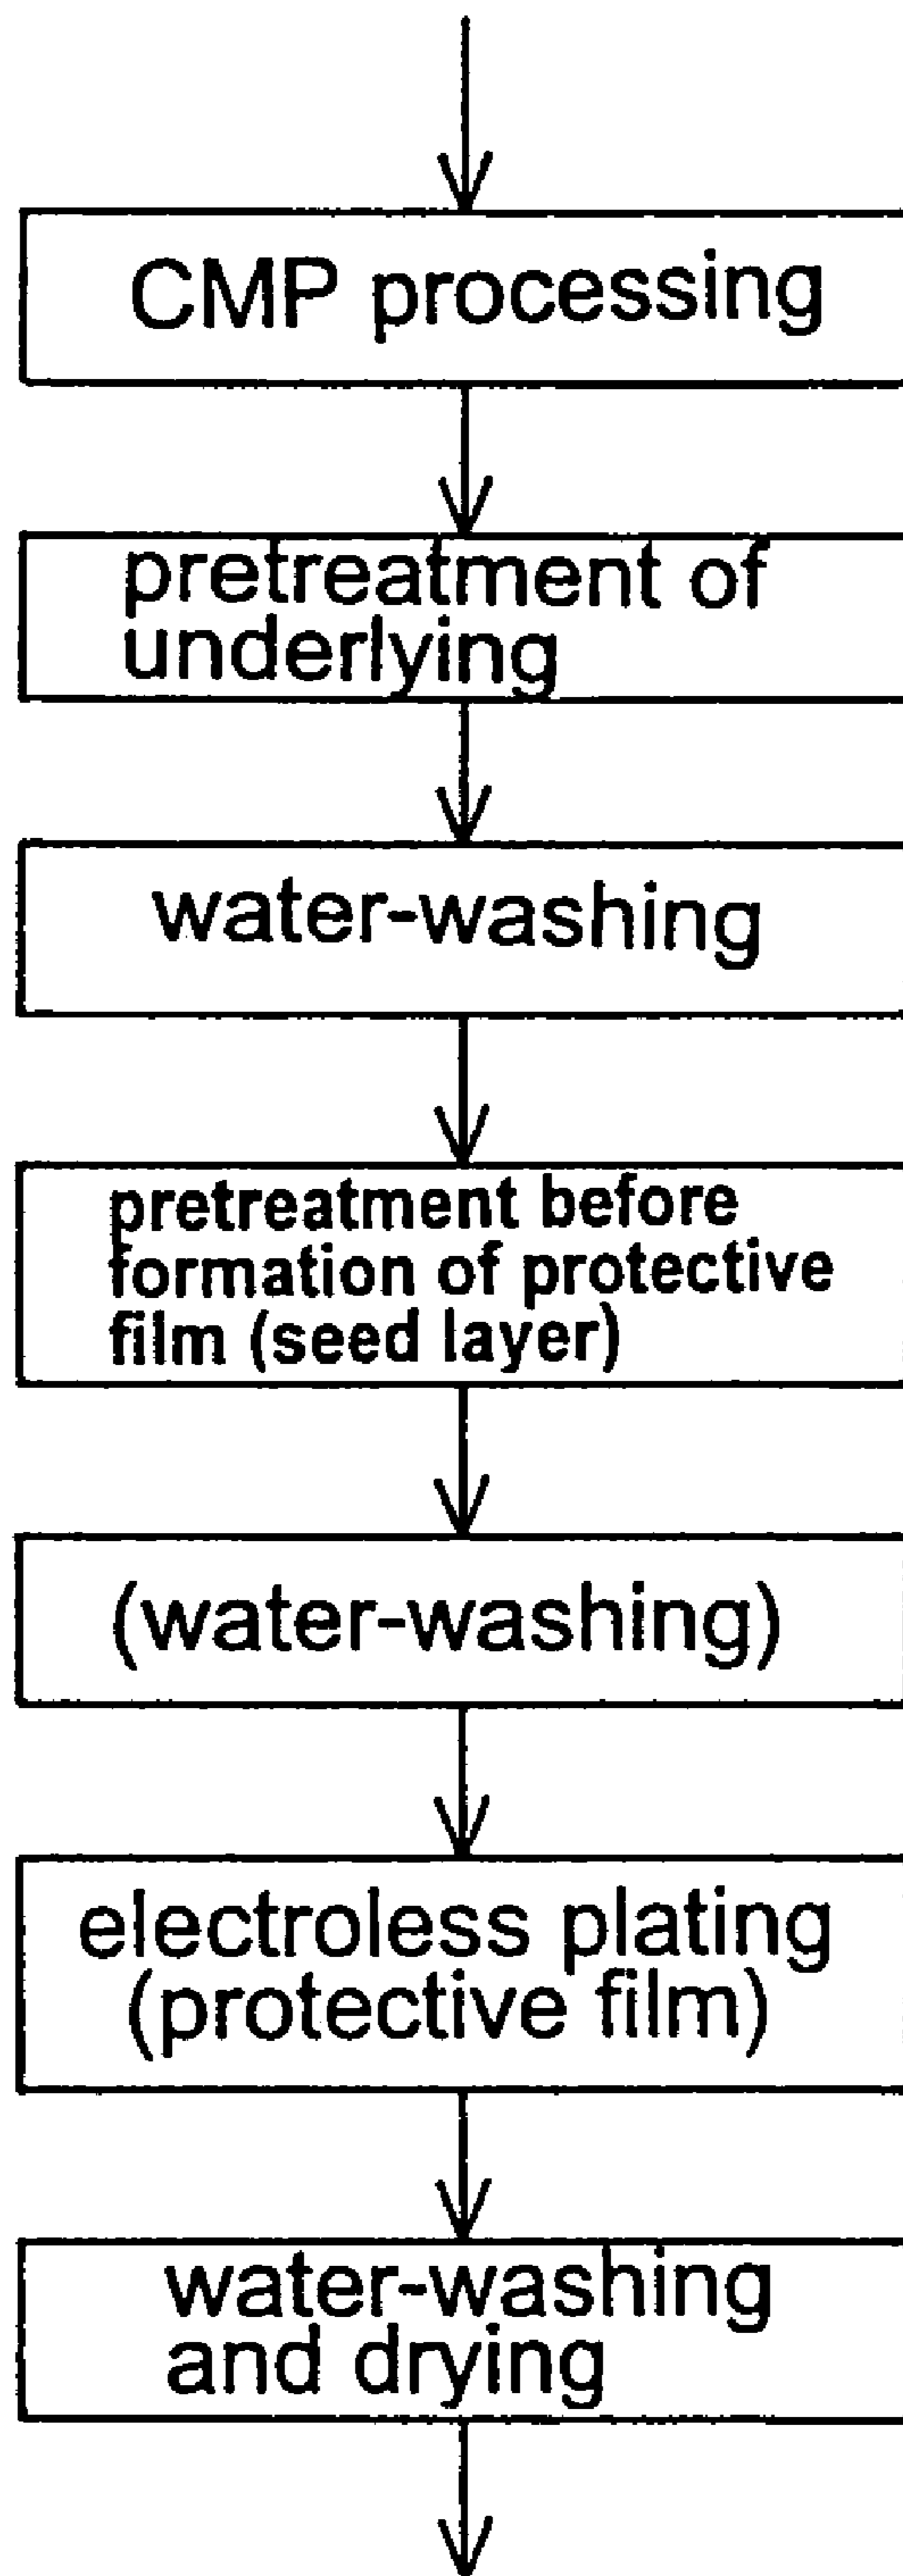 CMP processing
pretreatment of
underlying
water-washing
pretreatment before
formation of protective
film (seed layer)
(water-washing)
electroless plating
(protective film)
water-washing
and drying